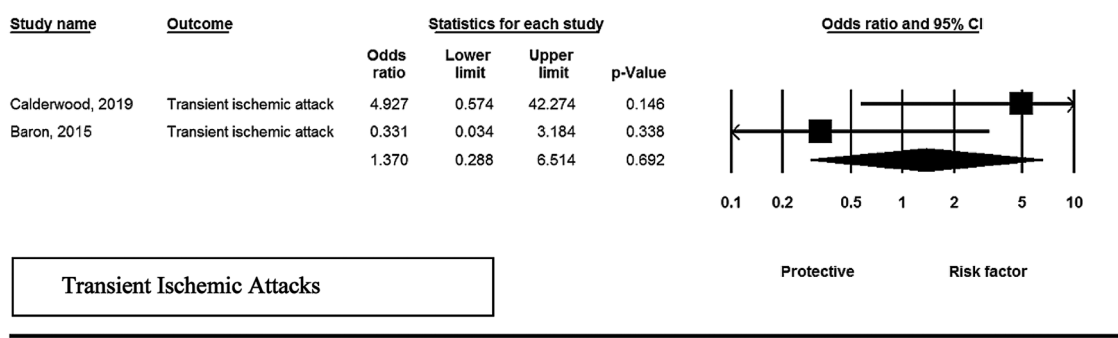 Study name Outcome Statistics for each study Odds ratio and 95% CI
Odds ratio Lower limit Upper limit p-Value
Calderwood, 2019 Transient ischemic attack 4.927 0.574 42.274 0.146
Baron, 2015 Transient ischemic attack 0.331 0.034 3.184 0.338
1.370 0.288 6.514 0.692
0.1 0.2 0.5 1 2 5 10
Protective Risk factor
Transient Ischemic Attacks